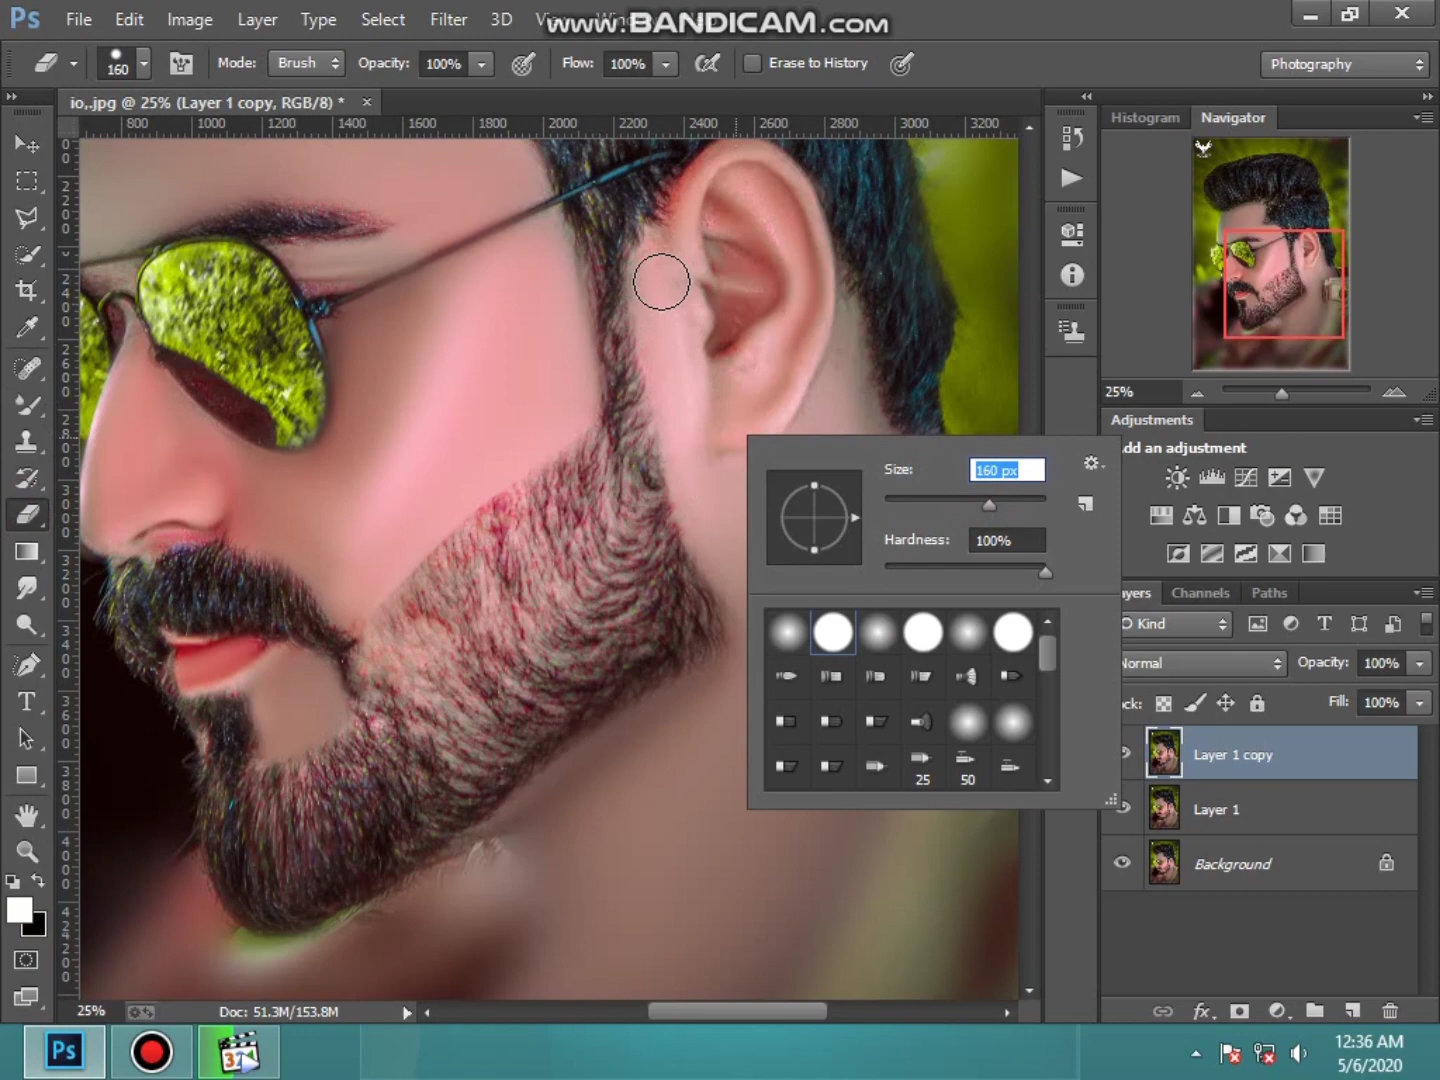 Ps File Edit Image Layer Type Select Filter 3D
www.BANDICAM.com
160 Mode: Brush Opacity: 100% Flow: 100% Erase to History Photography
io,.jpg @ 25% (Layer 1 copy, RGB/8) * ×
Histogram Navigator
800 1000 1200 1400 1600 1800 2000 2200 2400 2600 2800 3000 3200
25%
Adjustments
Add an adjustment
Size: 160 px
Hardness: 100%
25 50
ayers Channels Paths
Kind
Normal Opacity: 100%
ck: Fill: 100%
Layer 1 copy
Layer 1
Background
25% Doc: 51.3M/153.8M
Ps
12:36 AM
5/6/2020